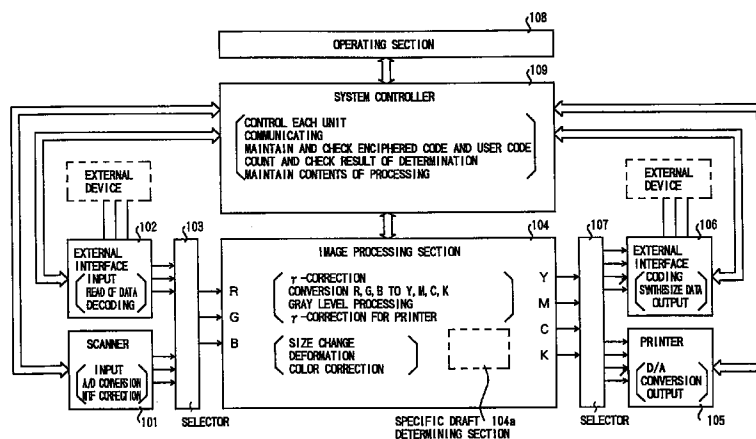 108
OPERATING SECTION
109
SYSTEM CONTROLLER
CONTROL EACH UNIT
COMMUNICATING
MAINTAIN AND CHECK ENCIPHERED CODE AND USER CODE
COUNT AND CHECK RESULT OF DETERMINATION
MAINTAIN CONTENTS OF PROCESSING
EXTERNAL
DEVICE
102
EXTERNAL
INTERFACE
INPUT
READ OF DATA
DECODING
103
SCANNER
INPUT
A/D CONVERSION
MTF CORRECTION
101
SELECTOR
104
IMAGE PROCESSING SECTION
R
G
B
γ-CORRECTION
CONVERSION R, G, B TO Y, M, C, K
GRAY LEVEL PROCESSING
γ-CORRECTION FOR PRINTER
SIZE CHANGE
DEFORMATION
COLOR CORRECTION
Y
M
C
K
SPECIFIC DRAFT 104a
DETERMINING SECTION
107
SELECTOR
EXTERNAL
DEVICE
106
EXTERNAL
INTERFACE
CODING
SYNTHESIZE DATA
OUTPUT
PRINTER
D/A
CONVERSION
OUTPUT
105